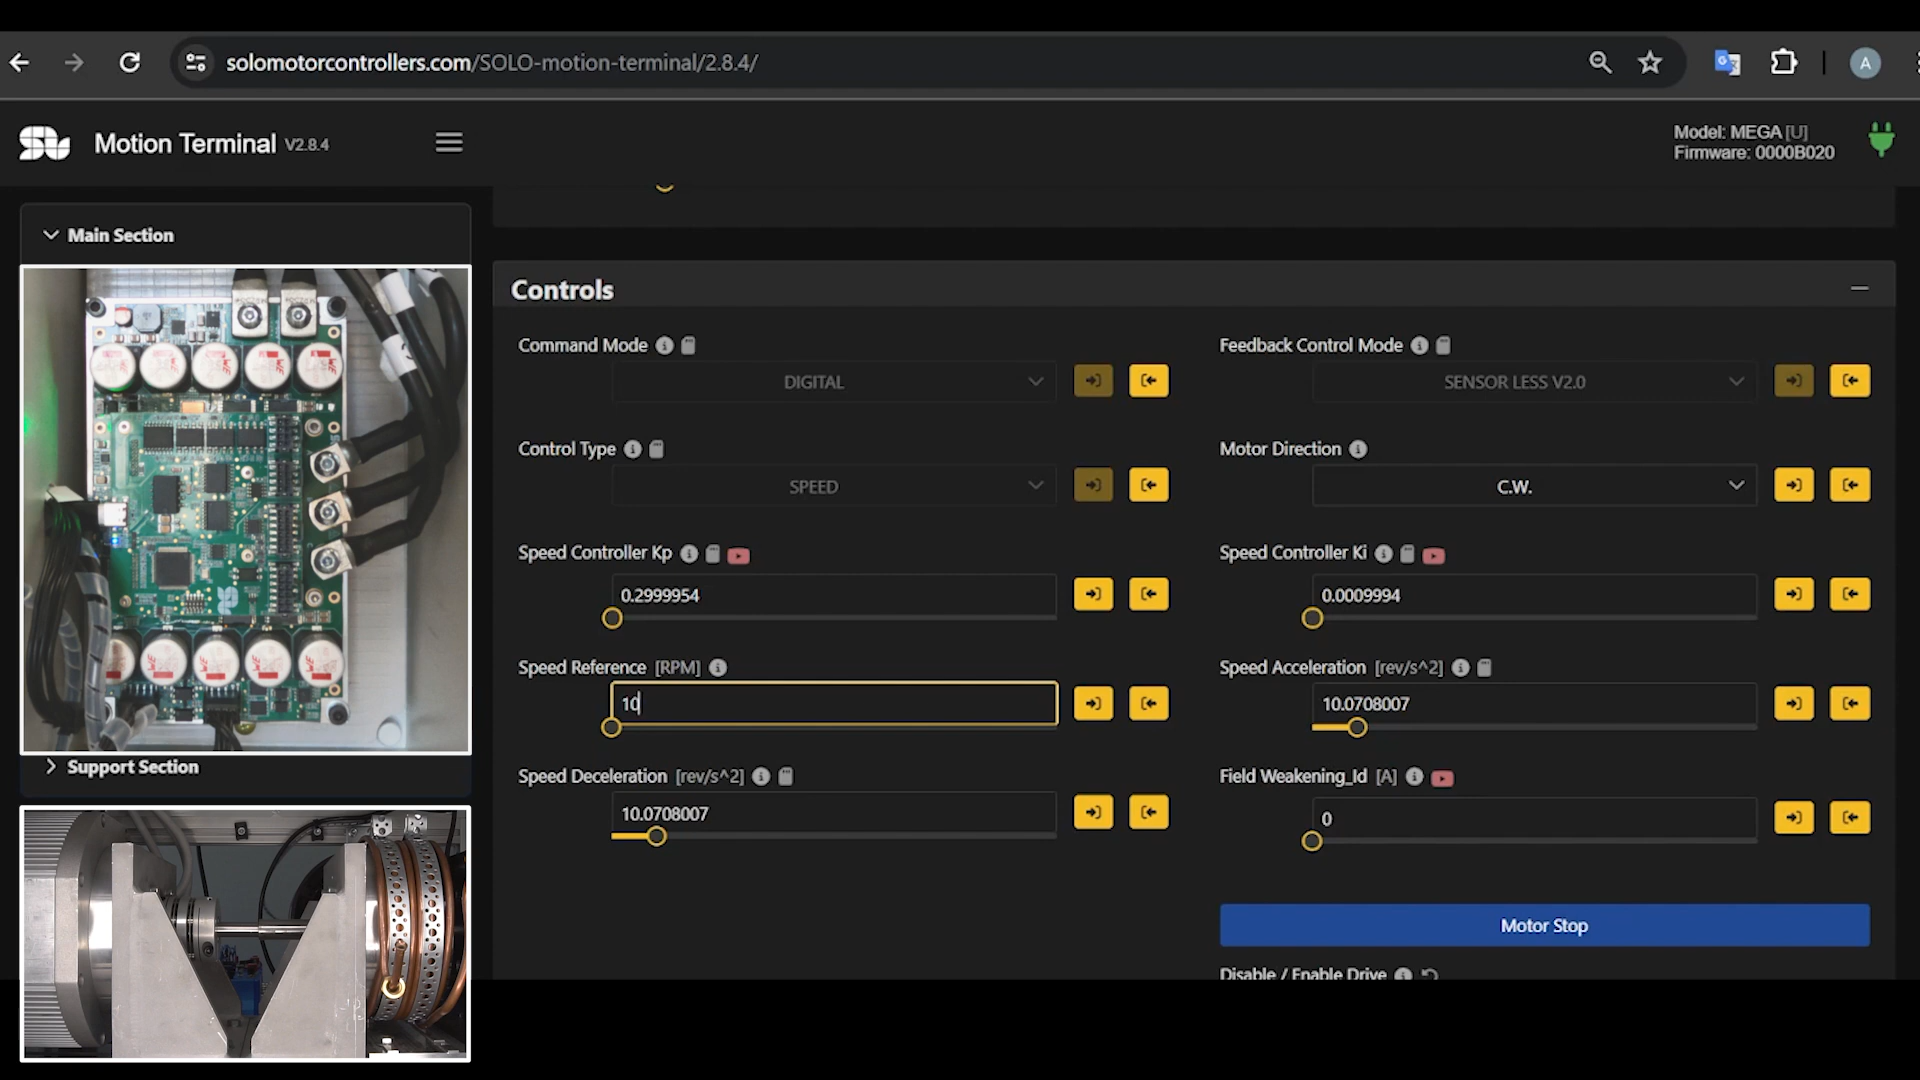 solomotorcontrollers.com/SOLO-motion-terminal/2.8.4/
A
Motion Terminal V2.8.4
Model: MEGA [U]
Firmware: 0000B020
Main Section
Support Section
Controls
Command Mode
DIGITAL
Feedback Control Mode
SENSOR LESS V2.0
Control Type
SPEED
Motor Direction
C.W.
Speed Controller Kp
0.2999954
Speed Controller Ki
0.0009994
Speed Reference [RPM]
10
Speed Acceleration [rev/s^2]
10.0708007
Speed Deceleration [rev/s^2]
10.0708007
Field Weakening_Id [A]
0
Motor Stop
Disable / Enable Drive